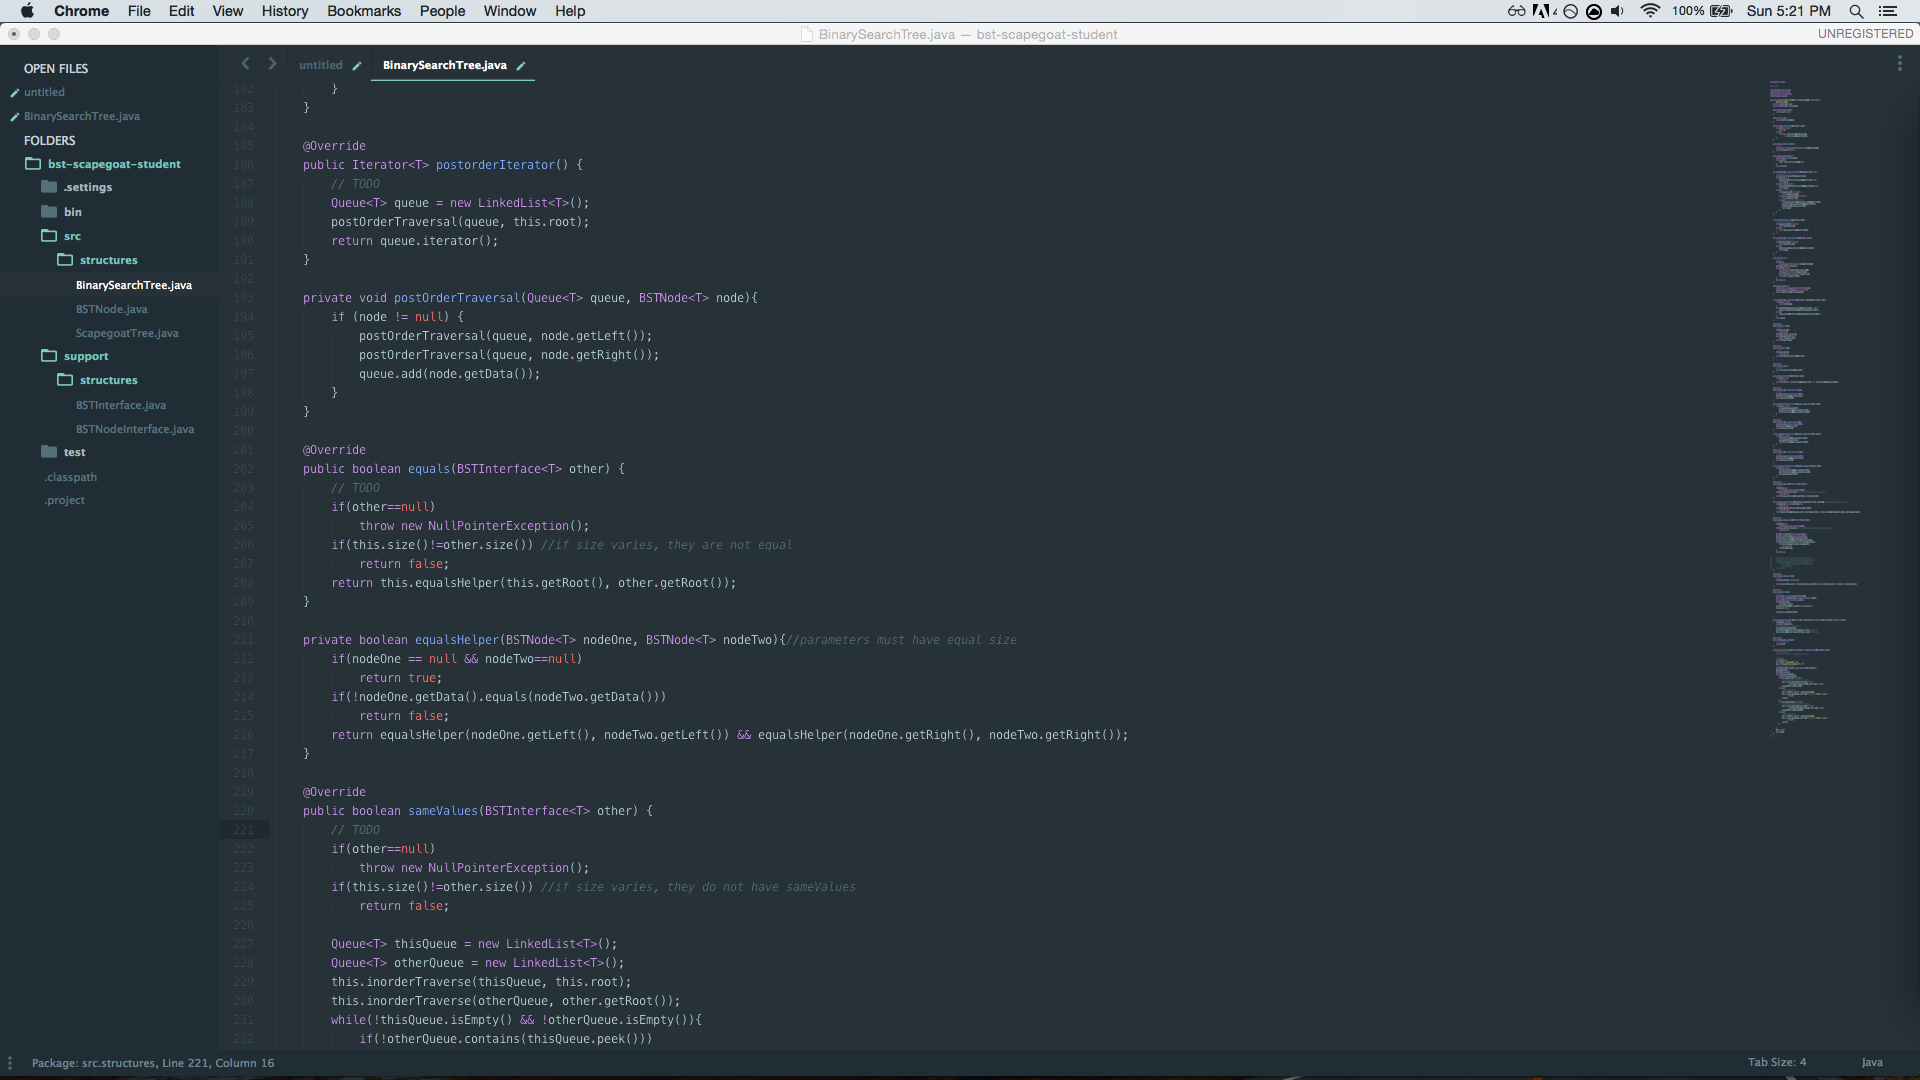 Chrome File Edit View History Bookmarks People Window Help 100% Sun 5:21 PM
BinarySearchTree.java — bst-scapegoat-student UNREGISTERED
OPEN FILES
untitled
BinarySearchTree.java
FOLDERS
bst-scapegoat-student
.settings
bin
src
structures
BinarySearchTree.java
BSTNode.java
ScapegoatTree.java
support
structures
BSTInterface.java
BSTNodeInterface.java
test
.classpath
.project
untitled BinarySearchTree.java
182 }
183 }
184
185 @Override
186 public Iterator<T> postorderIterator() {
187 // TODO
188 Queue<T> queue = new LinkedList<T>();
189 postOrderTraversal(queue, this.root);
190 return queue.iterator();
191 }
192
193 private void postOrderTraversal(Queue<T> queue, BSTNode<T> node){
194 if (node != null) {
195 postOrderTraversal(queue, node.getLeft());
196 postOrderTraversal(queue, node.getRight());
197 queue.add(node.getData());
198 }
199 }
200
201 @Override
202 public boolean equals(BSTInterface<T> other) {
203 // TODO
204 if(other==null)
205 throw new NullPointerException();
206 if(this.size()!=other.size()) //if size varies, they are not equal
207 return false;
208 return this.equalsHelper(this.getRoot(), other.getRoot());
209 }
210
211 private boolean equalsHelper(BSTNode<T> nodeOne, BSTNode<T> nodeTwo){//parameters must have equal size
212 if(nodeOne == null && nodeTwo==null)
213 return true;
214 if(!nodeOne.getData().equals(nodeTwo.getData()))
215 return false;
216 return equalsHelper(nodeOne.getLeft(), nodeTwo.getLeft()) && equalsHelper(nodeOne.getRight(), nodeTwo.getRight());
217 }
218
219 @Override
220 public boolean sameValues(BSTInterface<T> other) {
221 // TODO
222 if(other==null)
223 throw new NullPointerException();
224 if(this.size()!=other.size()) //if size varies, they do not have sameValues
225 return false;
226
227 Queue<T> thisQueue = new LinkedList<T>();
228 Queue<T> otherQueue = new LinkedList<T>();
229 this.inorderTraverse(thisQueue, this.root);
230 this.inorderTraverse(otherQueue, other.getRoot());
231 while(!thisQueue.isEmpty() && !otherQueue.isEmpty()){
232 if(!otherQueue.contains(thisQueue.peek()))
Package: src.structures, Line 221, Column 16 Tab Size: 4 Java